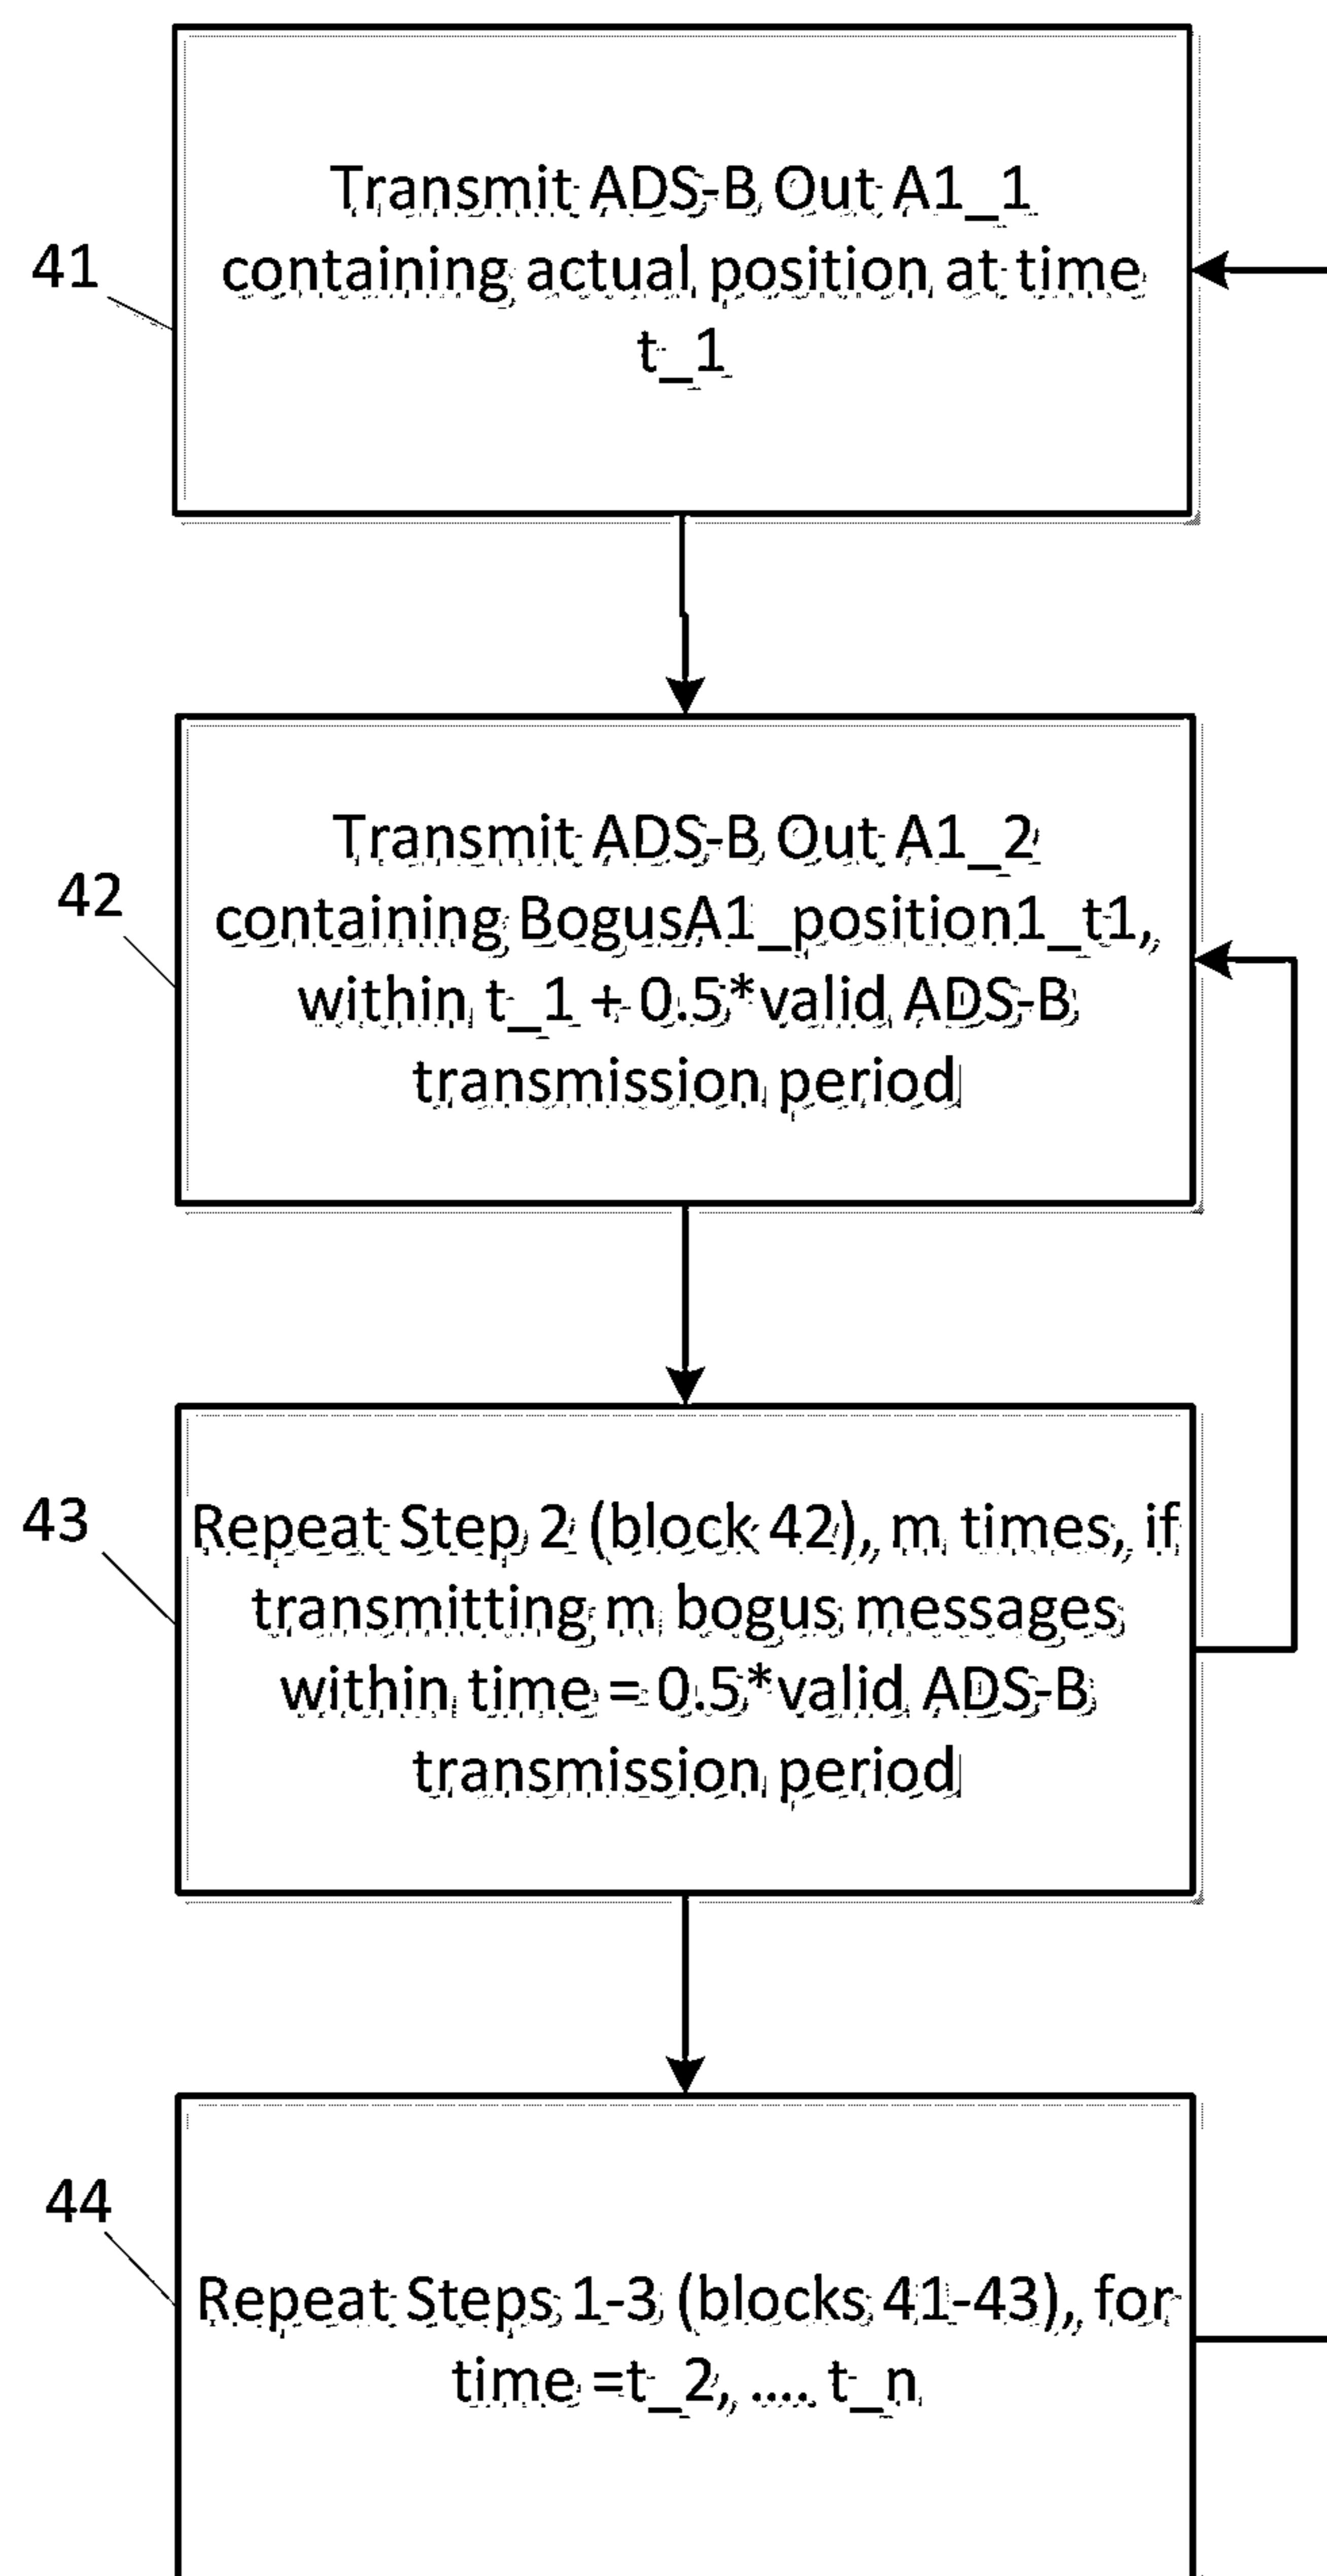 Transmit ADS-B Out A1_1
containing actual position at time
t_1
41
Transmit ADS-B Out A1_2
containing BogusA1_position1_t1,
within t_1 + 0.5*valid ADS-B
transmission period
42
Repeat Step 2 (block 42), m times, if
transmitting m bogus messages
within time = 0.5*valid ADS-B
transmission period
43
Repeat Steps 1-3 (blocks 41-43), for
time =t_2, .... t_n
44